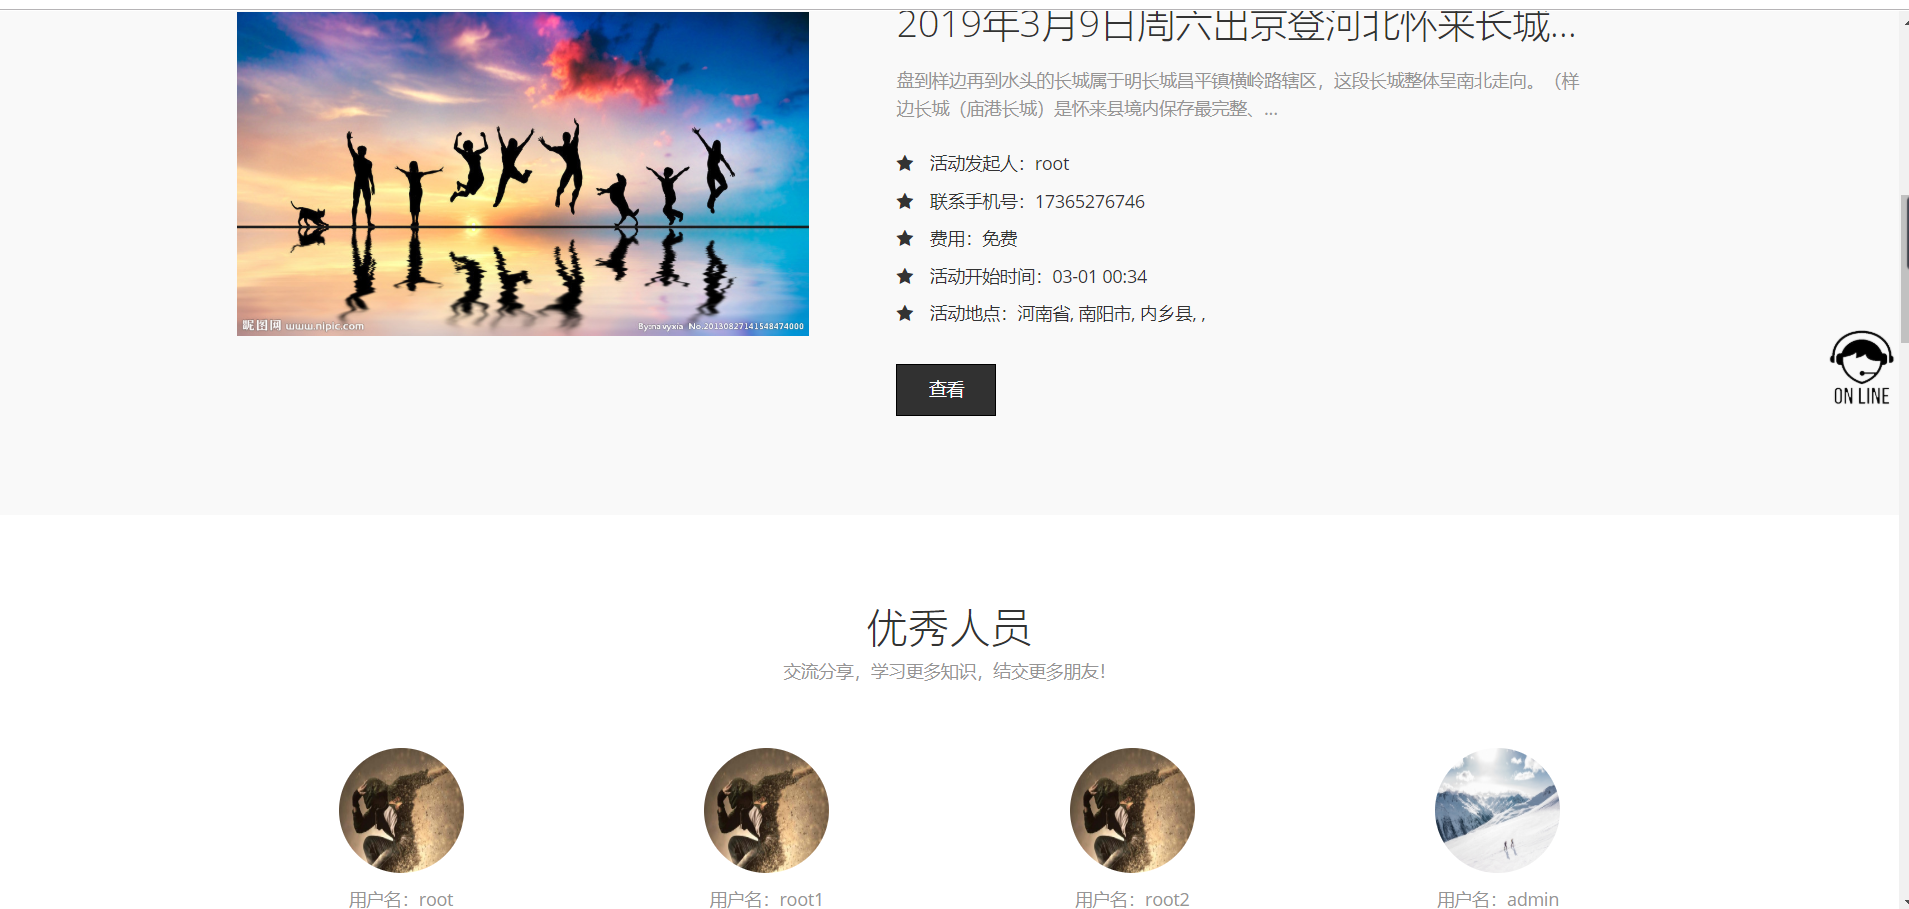 2019年3月9日周六出京登河北怀来长城...
盘到样边再到水头的长城属于明长城昌平镇横岭路辖区，这段长城整体呈南北走向。（样
边长城（庙港长城）是怀来县境内保存最完整、...
活动发起人：root
联系手机号：17365276746
费用：免费
活动开始时间：03-01 00:34
活动地点：河南省, 南阳市, 内乡县, ,
查看
昵图网 www.nipic.com
By:navyxia No.20130827141548474000
ON LINE
优秀人员
交流分享，学习更多知识，结交更多朋友！
用户名：root
用户名：root1
用户名：root2
用户名：admin